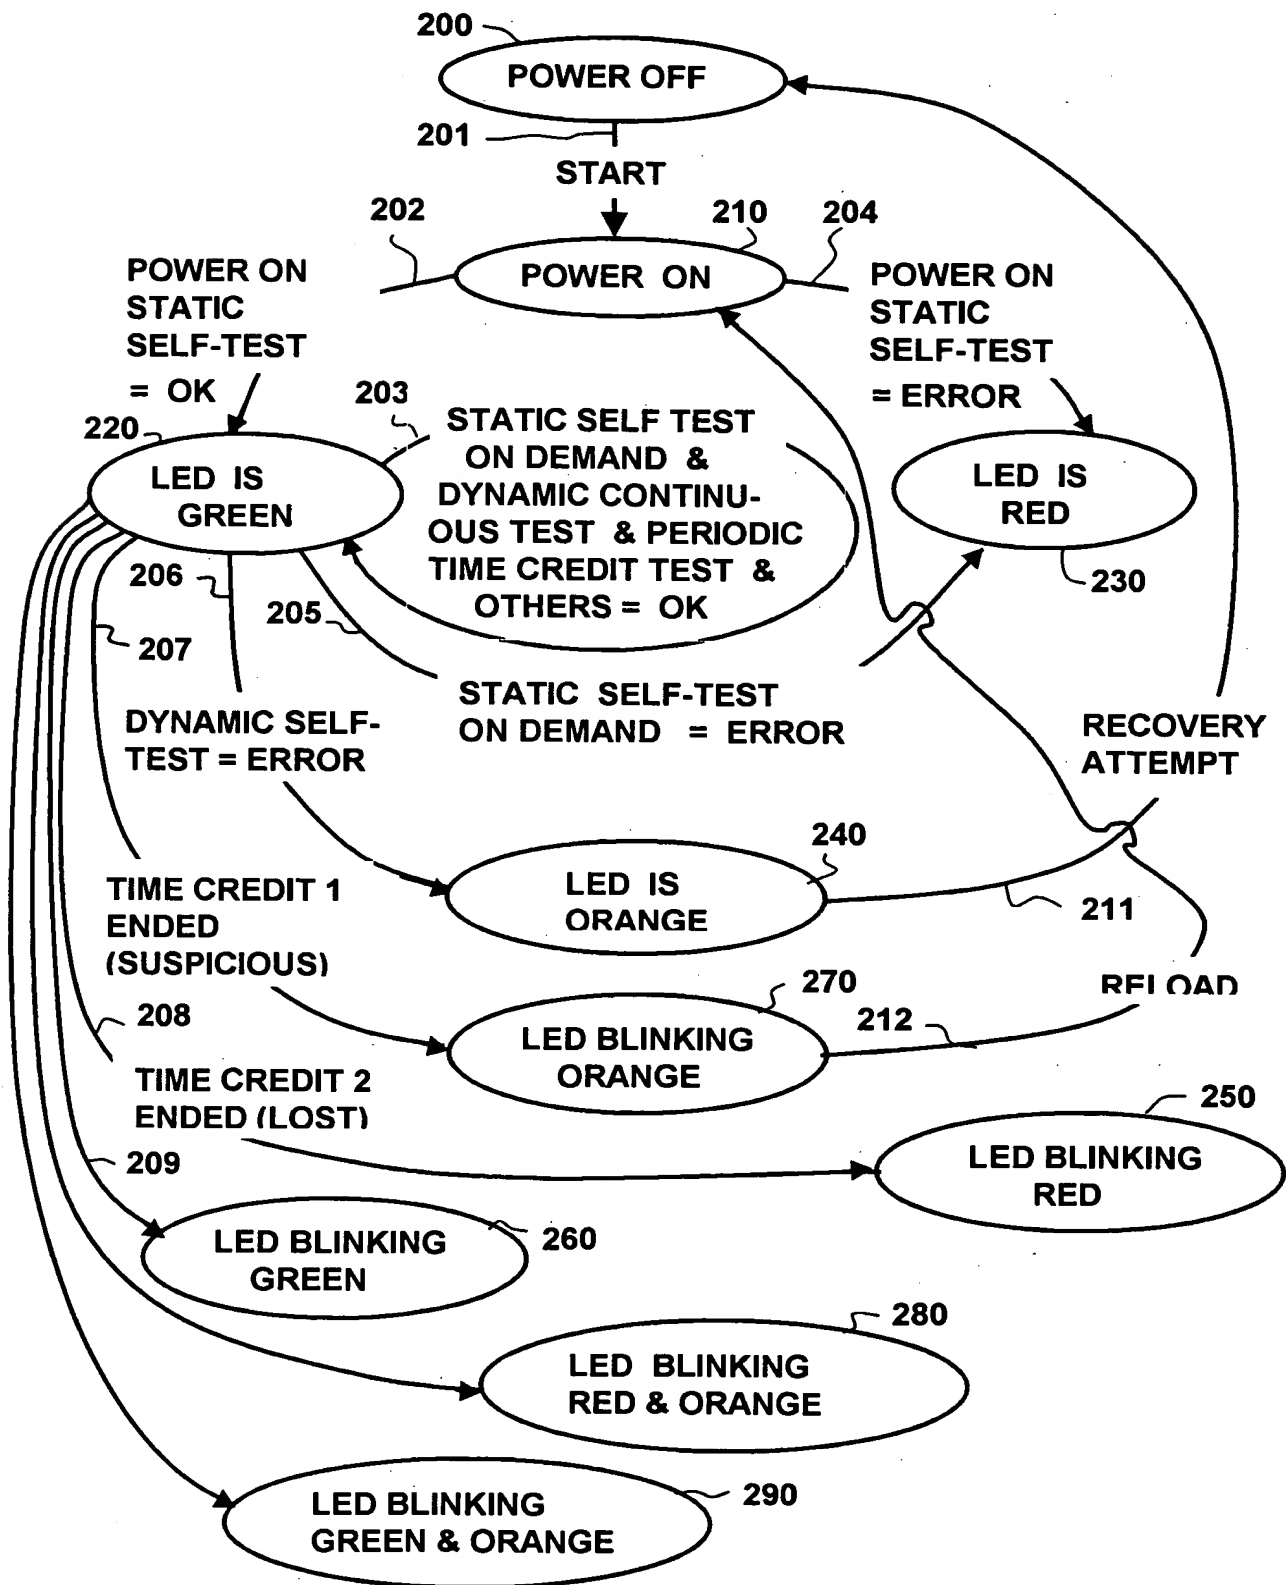 200
POWER OFF
201
START
202
210
204
POWER ON
POWER ON
STATIC
SELF-TEST
= OK
POWER ON
STATIC
SELF-TEST
= ERROR
203
220
LED IS
GREEN
STATIC SELF TEST
ON DEMAND &
DYNAMIC CONTINU-
OUS TEST & PERIODIC
TIME CREDIT TEST &
OTHERS = OK
LED IS
RED
230
206
205
207
STATIC SELF-TEST
ON DEMAND = ERROR
DYNAMIC SELF-
TEST = ERROR
RECOVERY
ATTEMPT
240
LED IS
ORANGE
211
TIME CREDIT 1
ENDED
(SUSPICIOUS)
270
LED BLINKING
ORANGE
212
RELOAD
208
TIME CREDIT 2
ENDED (LOST)
250
LED BLINKING
RED
209
260
LED BLINKING
GREEN
280
LED BLINKING
RED & ORANGE
290
LED BLINKING
GREEN & ORANGE